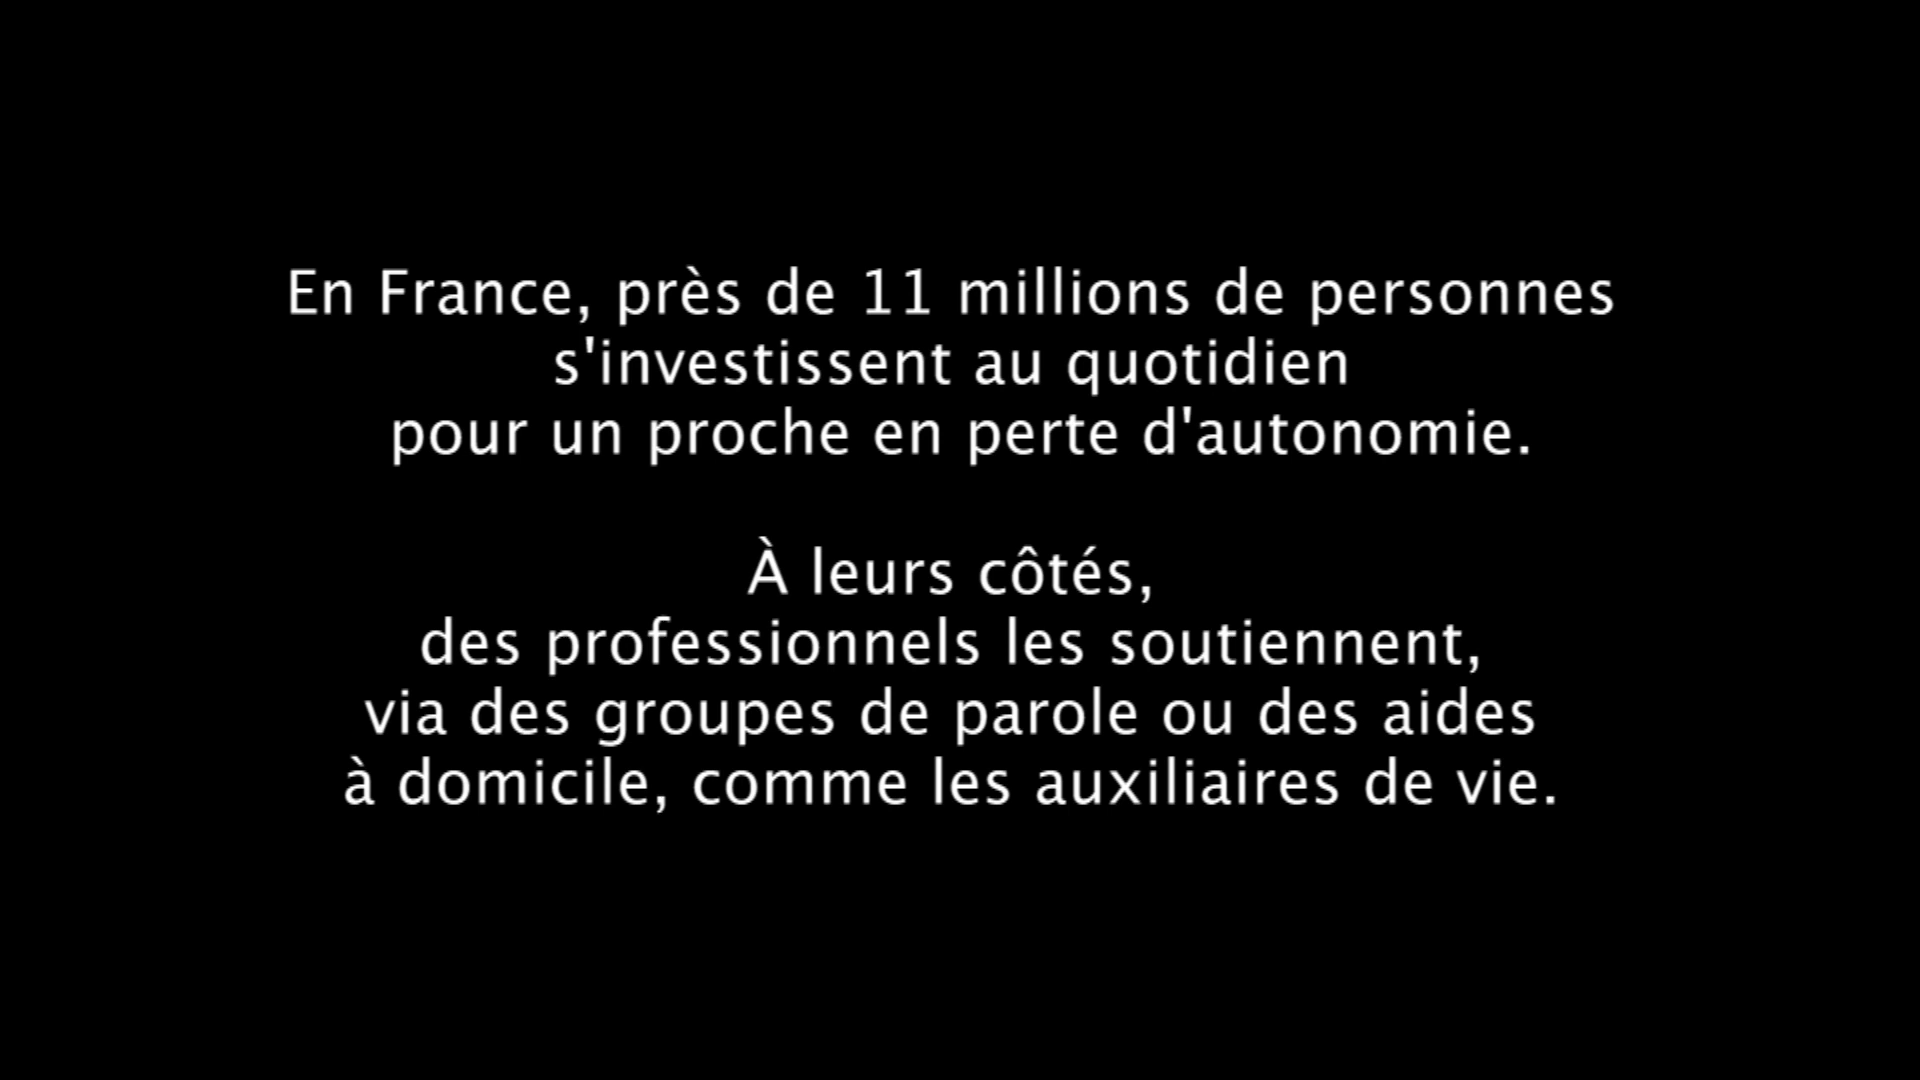 En France, près de 11 millions de personnes
s'investissent au quotidien
pour un proche en perte d'autonomie.
À leurs côtés,
des professionnels les soutiennent,
via des groupes de parole ou des aides
à domicile, comme les auxiliaires de vie.